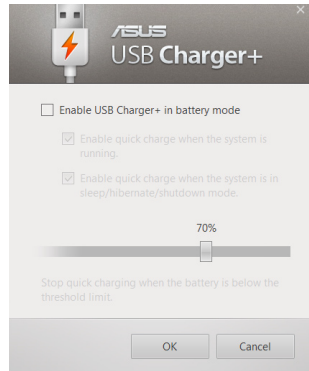 ASUS
USB Charger+
Enable USB Charger+ in battery mode
Enable quick charge when the system is
running.
Enable quick charge when the system is in
sleep/hibernate/shutdown mode.
70%
Stop quick charging when the battery is below the
threshold limit.
OK Cancel